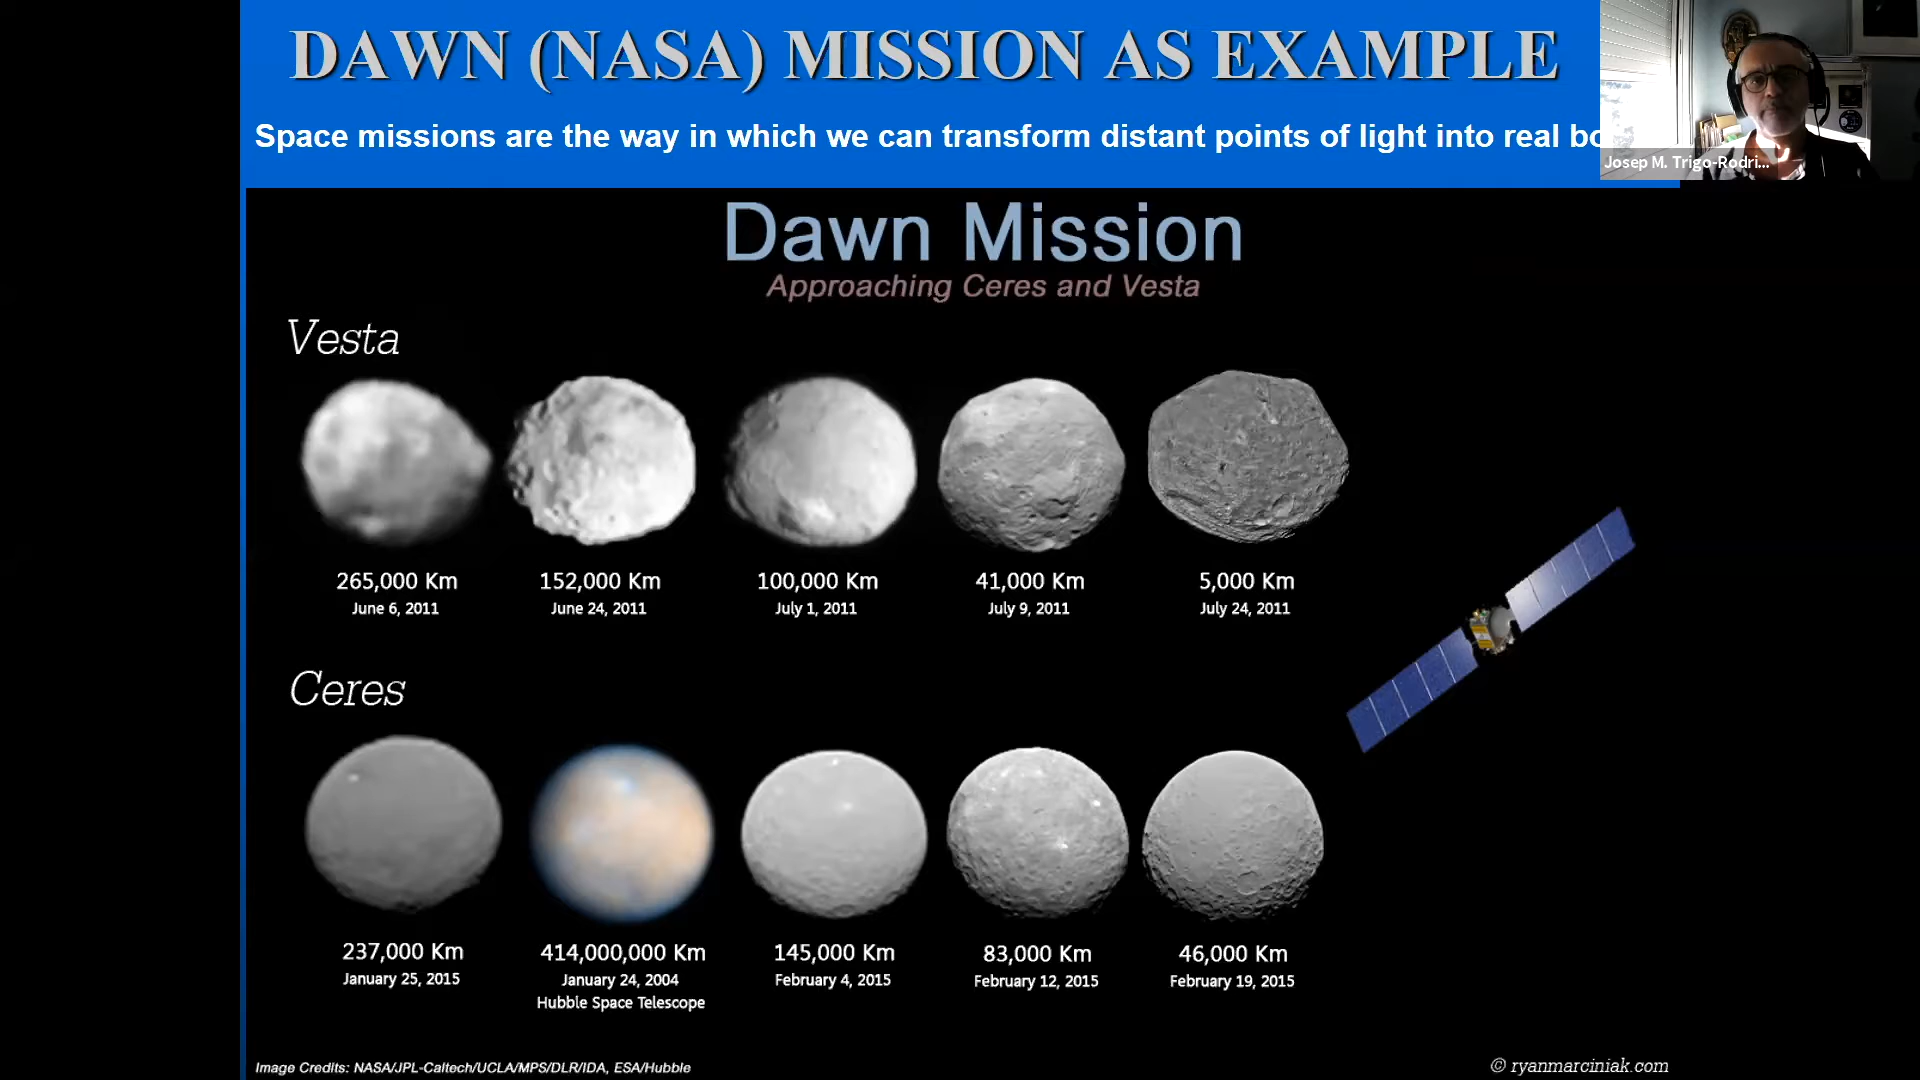 DAWN (NASA) MISSION AS EXAMPLE
Space missions are the way in which we can transform distant points of light into real bo
Josep M. Trigo-Rodri...
Dawn Mission
Approaching Ceres and Vesta
Vesta
265,000 Km
June 6, 2011
152,000 Km
June 24, 2011
100,000 Km
July 1, 2011
41,000 Km
July 9, 2011
5,000 Km
July 24, 2011
Ceres
237,000 Km
January 25, 2015
414,000,000 Km
January 24, 2004
Hubble Space Telescope
145,000 Km
February 4, 2015
83,000 Km
February 12, 2015
46,000 Km
February 19, 2015
Image Credits: NASA/JPL-Caltech/UCLA/MPS/DLR/IDA, ESA/Hubble
© ryanmarciniak.com